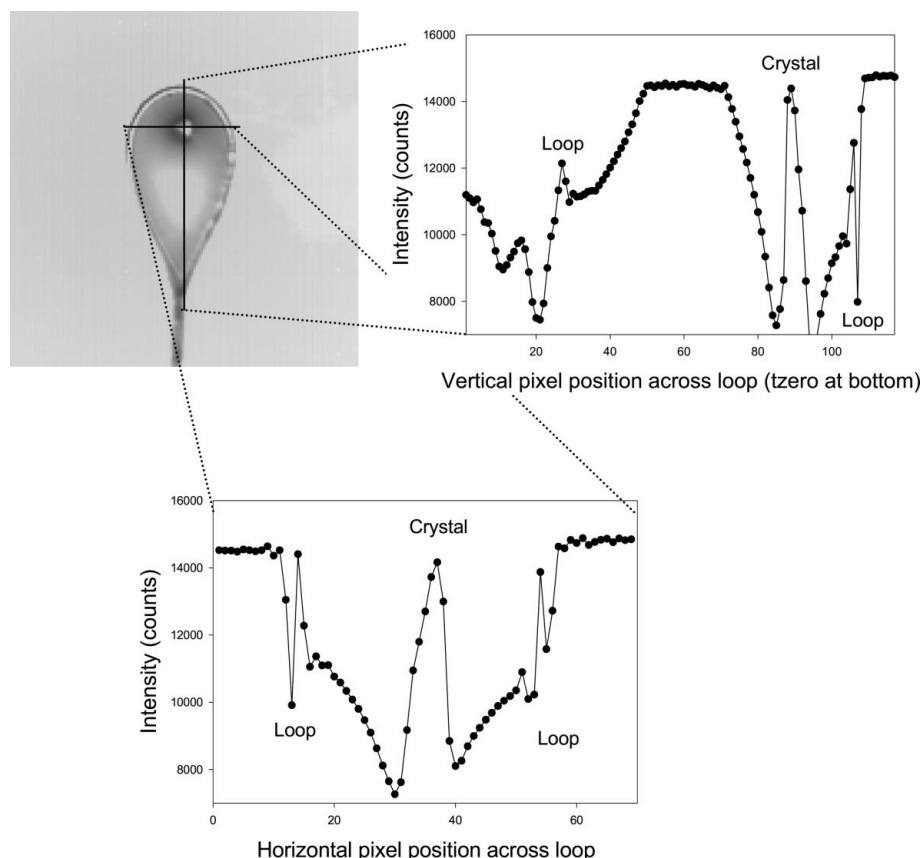 16000
14000
12000
10000
8000
Intensity (counts)
Loop
Crystal
Loop
20
40
60
80
100
Vertical pixel position across loop (tzero at bottom)
16000
14000
12000
10000
8000
Intensity (counts)
Crystal
Loop
Loop
0
20
40
60
Horizontal pixel position across loop